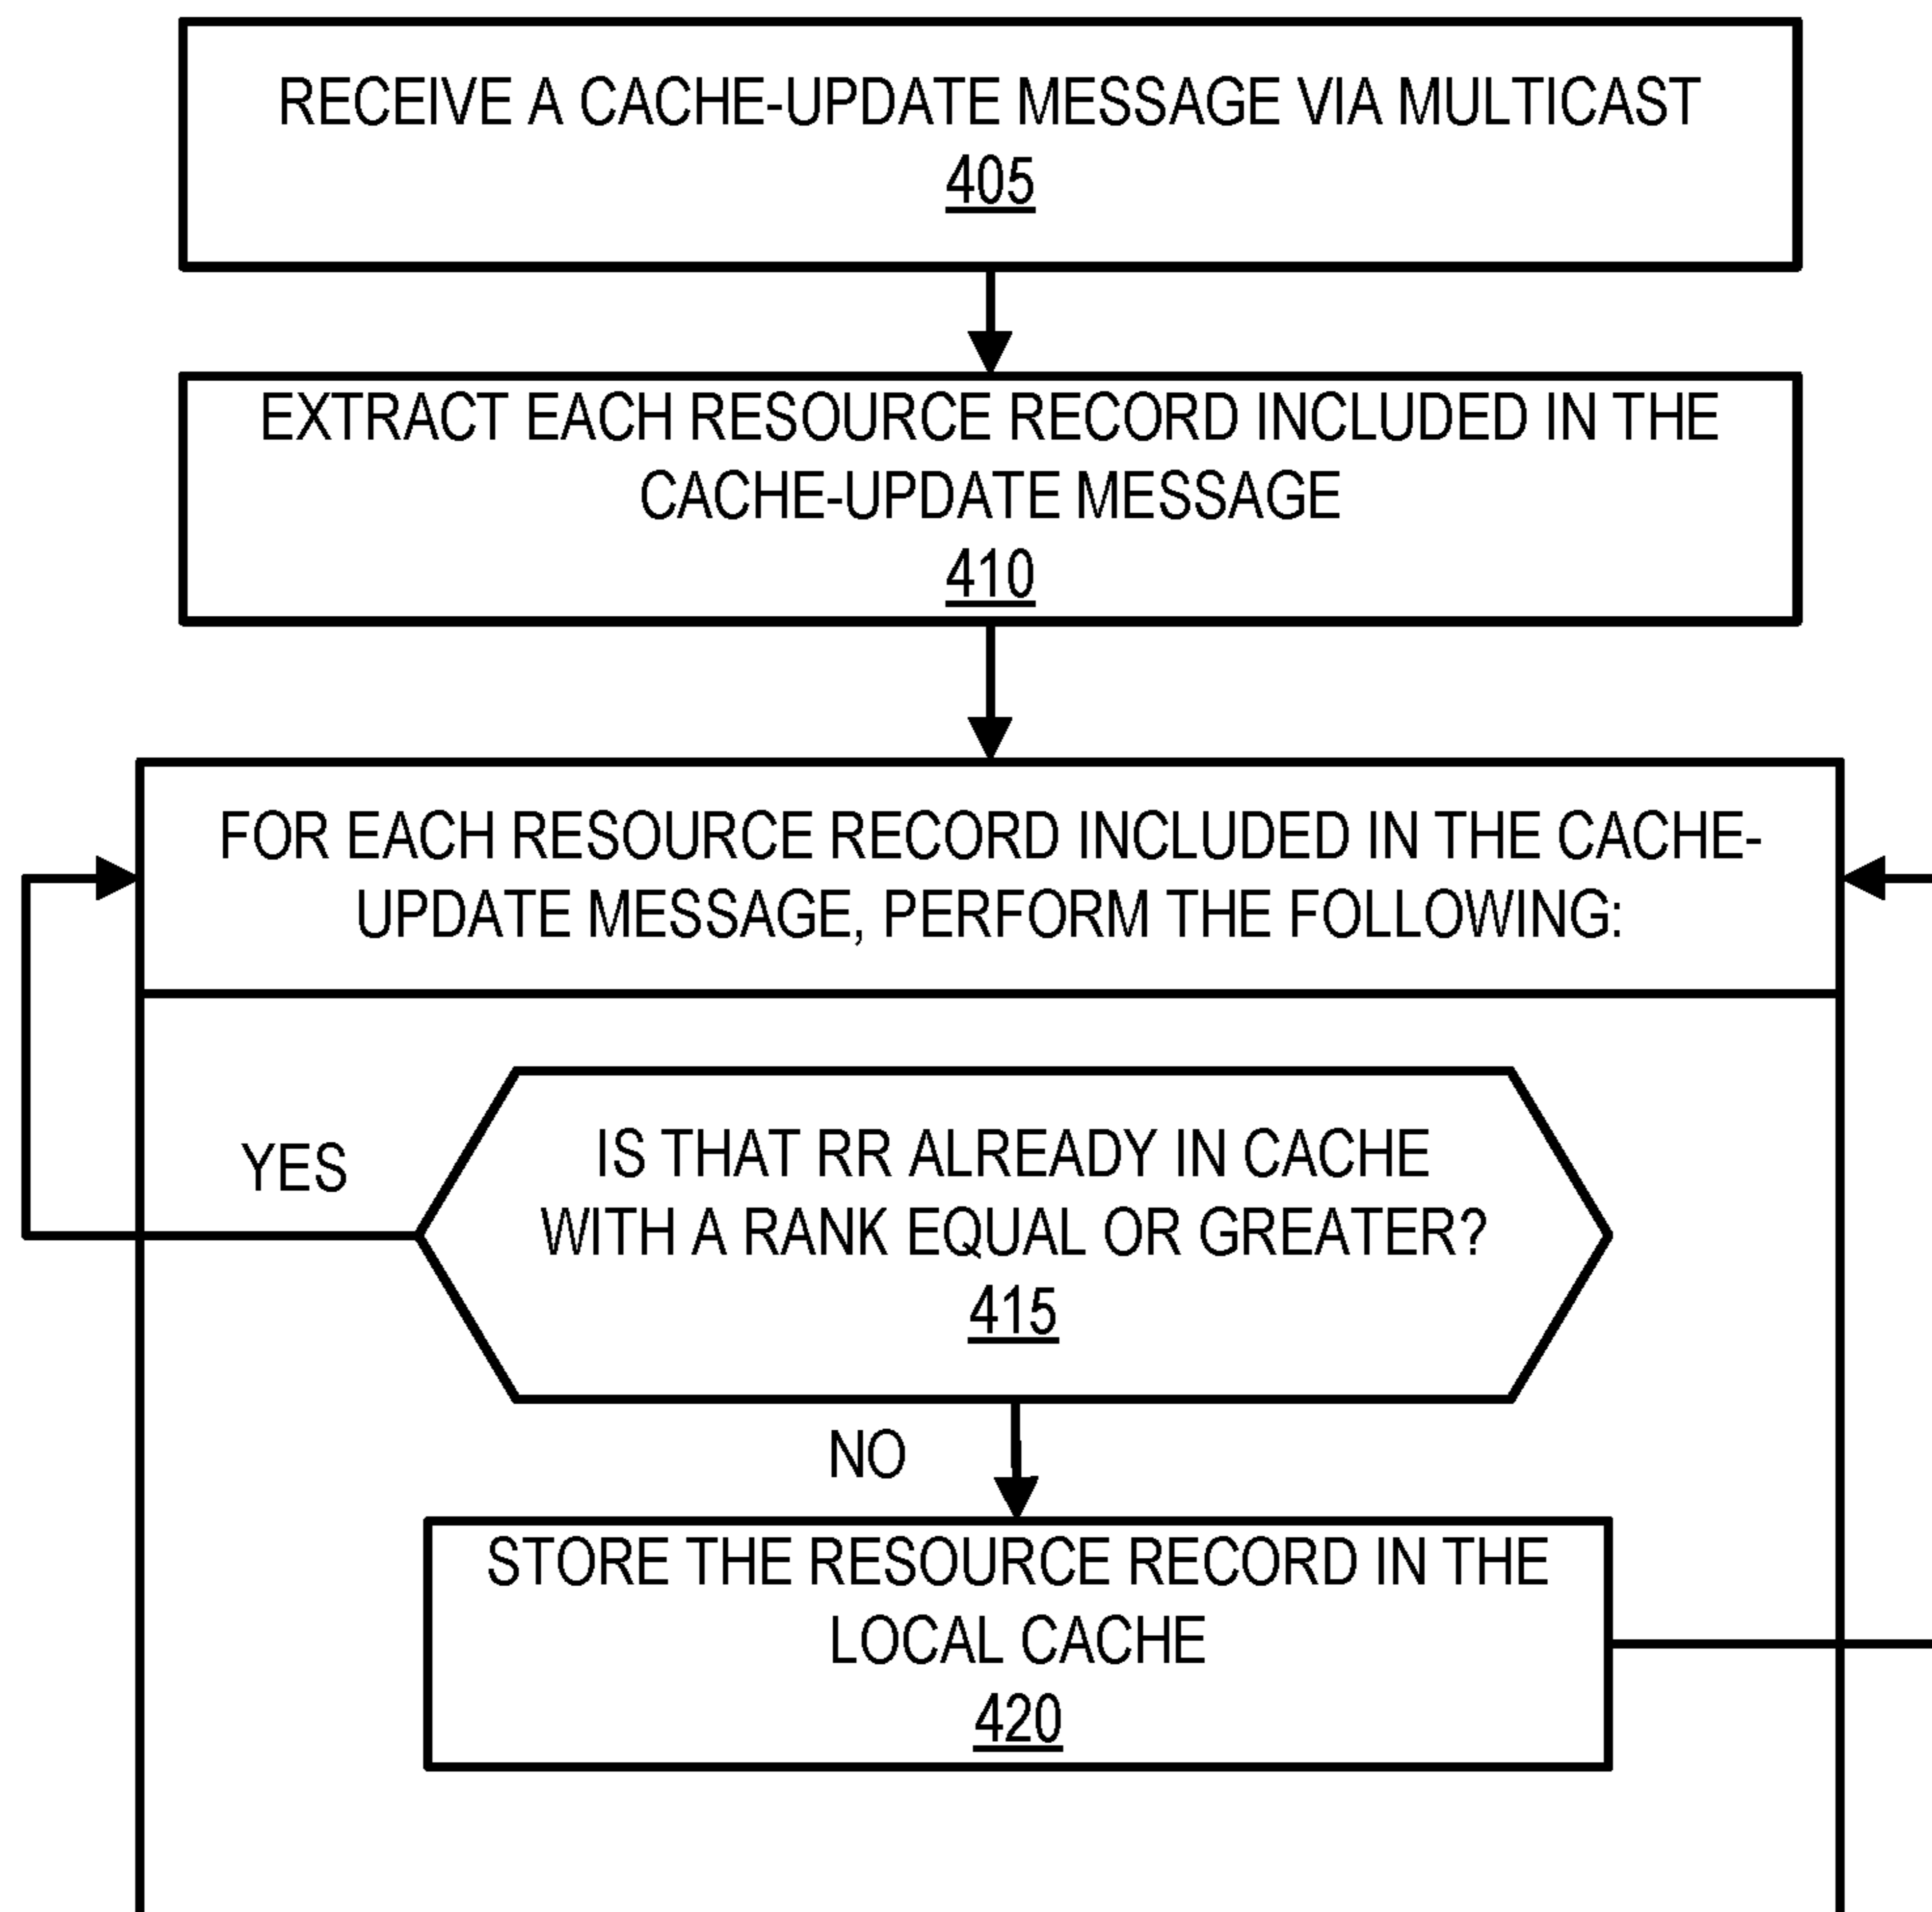 RECEIVE A CACHE-UPDATE MESSAGE VIA MULTICAST
405
EXTRACT EACH RESOURCE RECORD INCLUDED IN THE
CACHE-UPDATE MESSAGE
410
FOR EACH RESOURCE RECORD INCLUDED IN THE CACHE-
UPDATE MESSAGE, PERFORM THE FOLLOWING:
YES
IS THAT RR ALREADY IN CACHE
WITH A RANK EQUAL OR GREATER?
415
NO
STORE THE RESOURCE RECORD IN THE
LOCAL CACHE
420